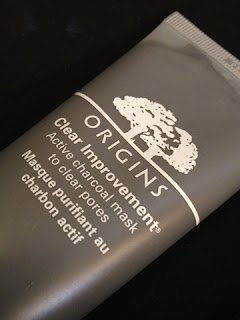 ORIGINS
Clear Improvement®
Active charcoal mask
to clear pores
Masque purifiant au
charbon actif